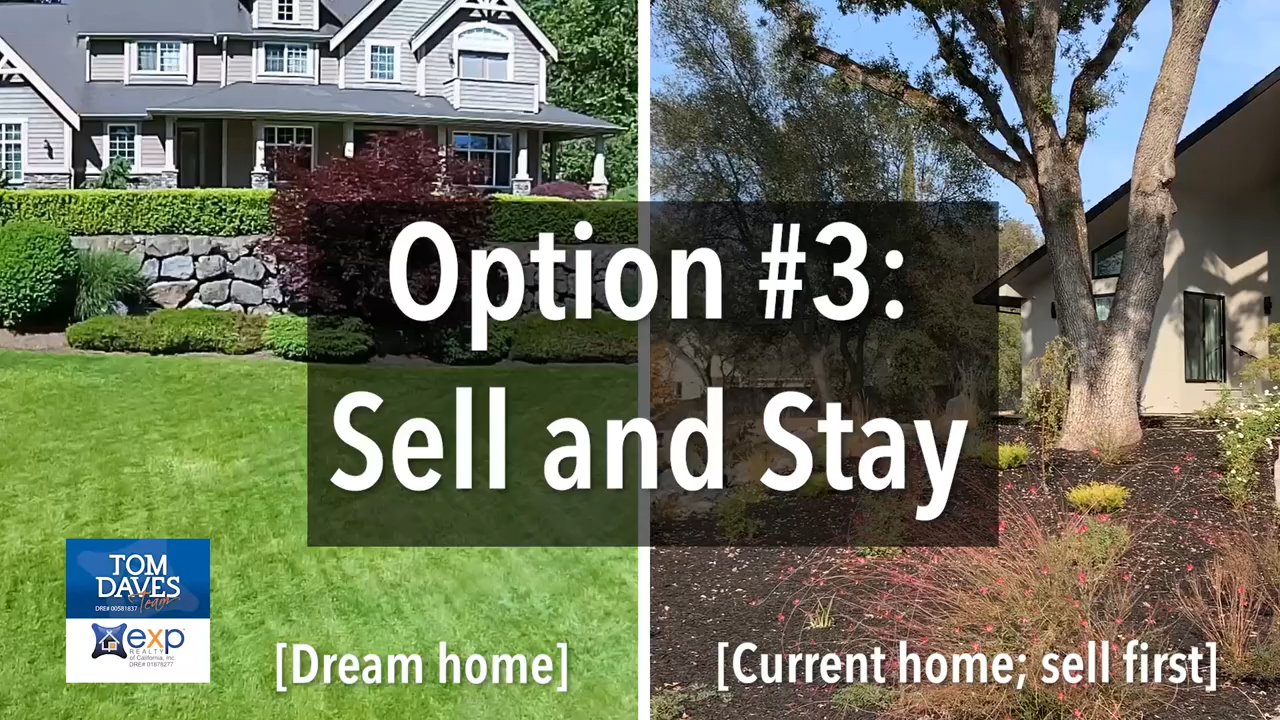 Option #3:
Sell and Stay
TOM
DAVES
Team
DRE# 00581837
exp
REALTY
of California, Inc.
DRE# 01878277
[Dream home]
[Current home; sell first]